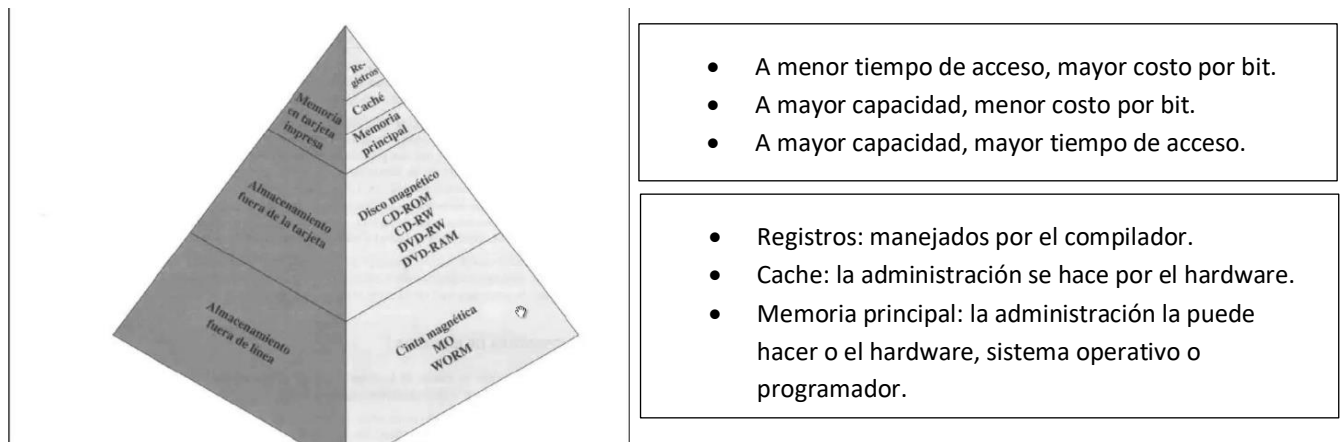 Re-
gistros
Caché
Memoria
principal
Memoria
en tarjeta
impresa
Almacenamiento
fuera de la tarjeta
Disco magnético
CD-ROM
CD-RW
DVD-RW
DVD-RAM
Almacenamiento
fuera de línea
Cinta magnética
MO
WORM
• A menor tiempo de acceso, mayor costo por bit.
• A mayor capacidad, menor costo por bit.
• A mayor capacidad, mayor tiempo de acceso.
• Registros: manejados por el compilador.
• Cache: la administración se hace por el hardware.
• Memoria principal: la administración la puede
hacer o el hardware, sistema operativo o
programador.